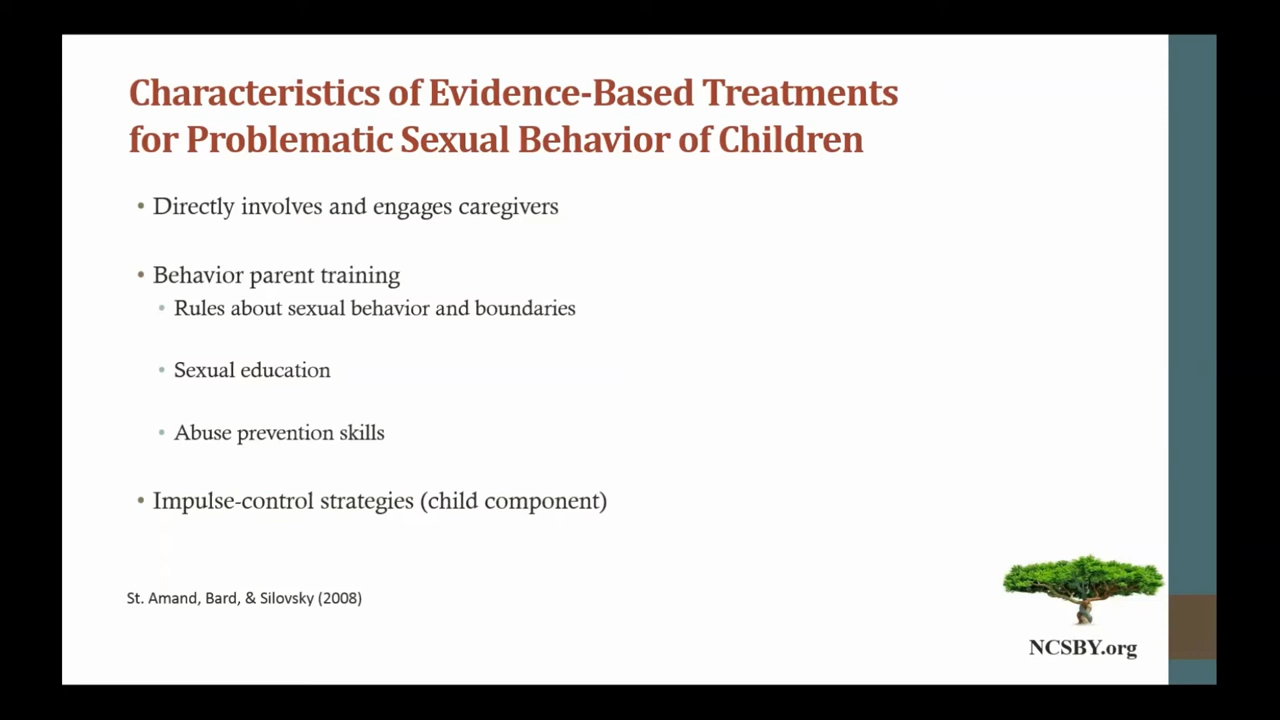 Characteristics of Evidence-Based Treatments
for Problematic Sexual Behavior of Children
• Directly involves and engages caregivers
• Behavior parent training
• Rules about sexual behavior and boundaries
• Sexual education
• Abuse prevention skills
• Impulse-control strategies (child component)
St. Amand, Bard, & Silovsky (2008)
NCSBY.org